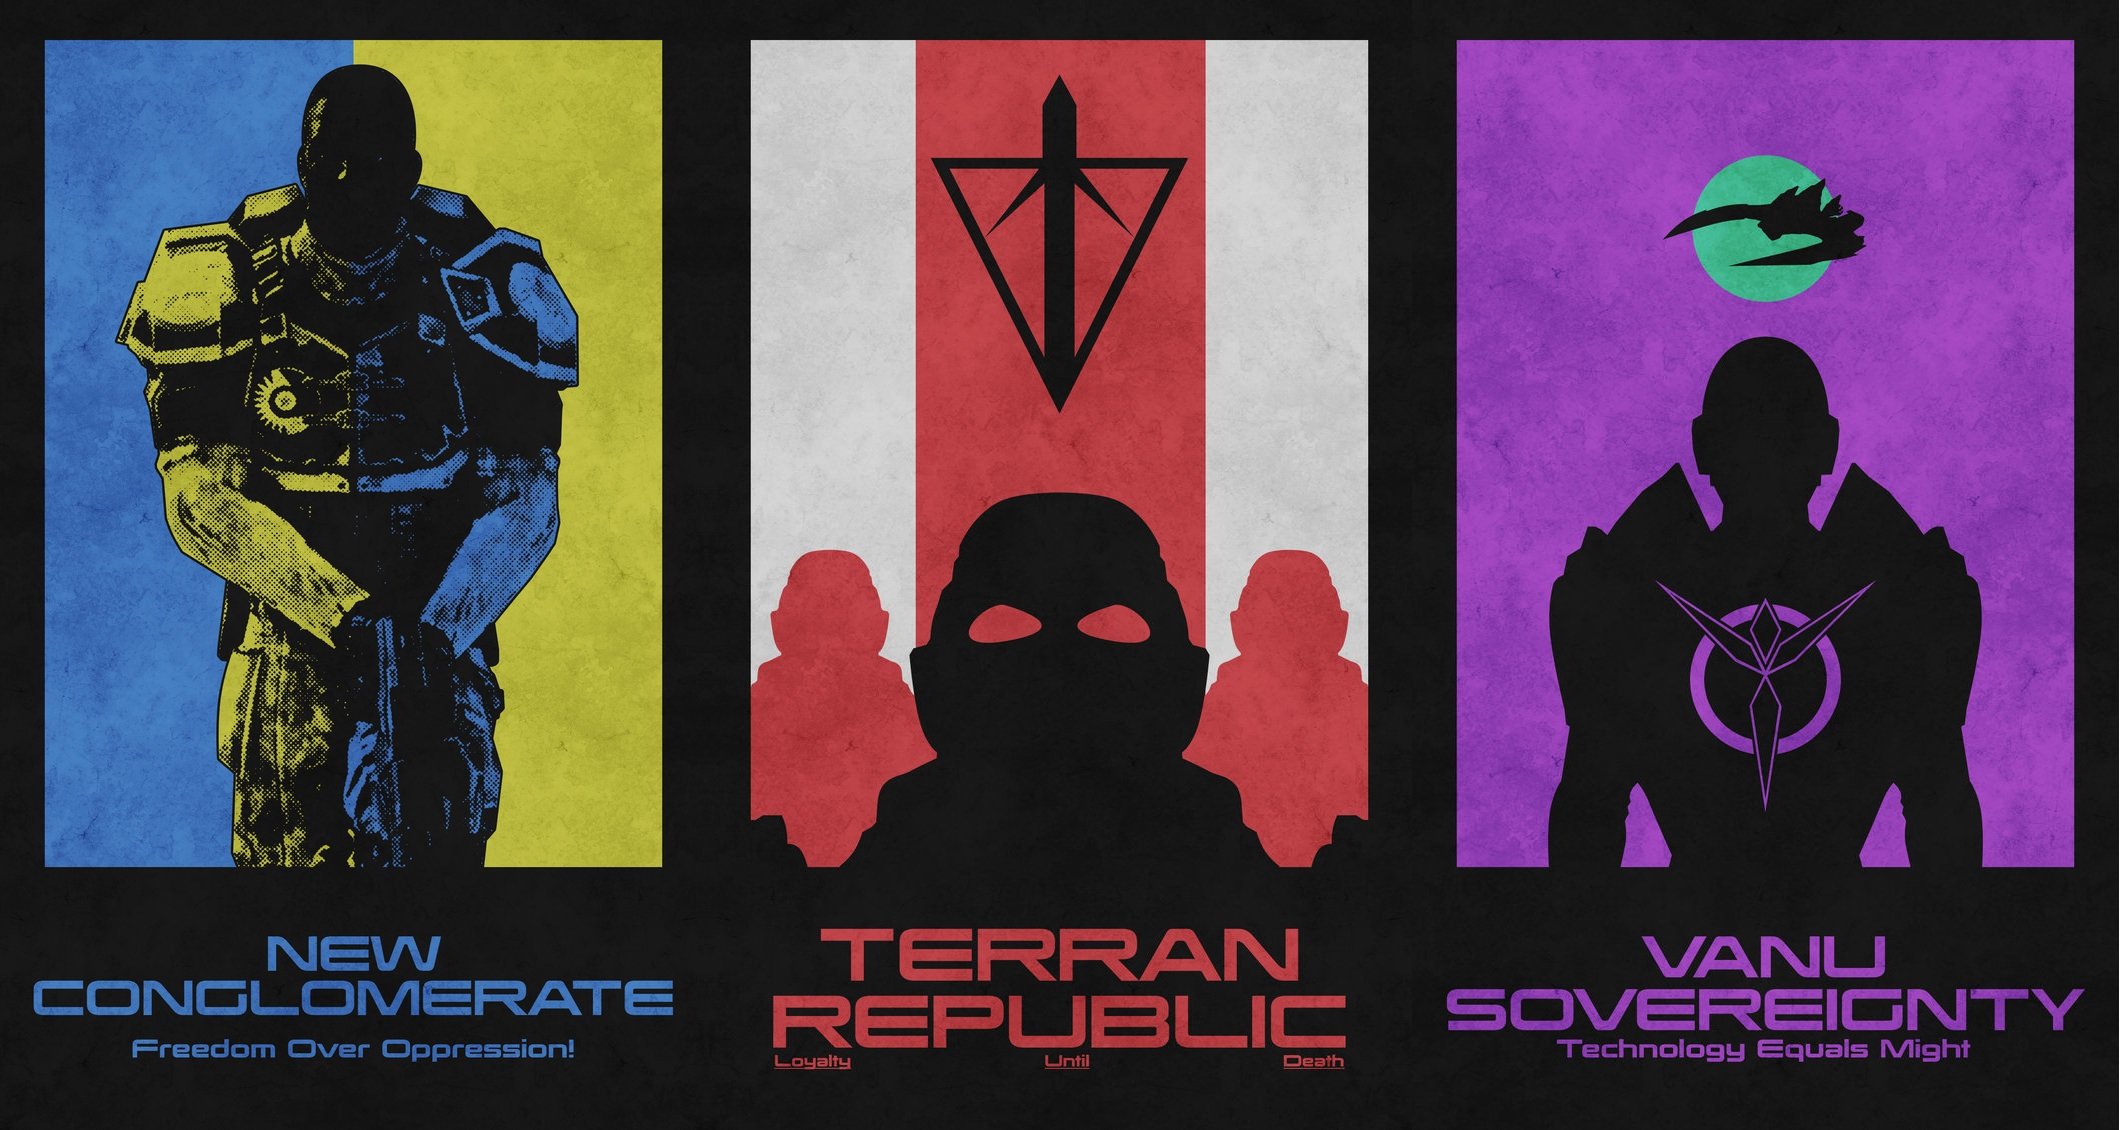 NEW
CONGLOMERATE
Freedom Over Oppression!
TERRAN
REPUBLIC
Loyalty Until Death
VANU
SOVEREIGNTY
Technology Equals Might